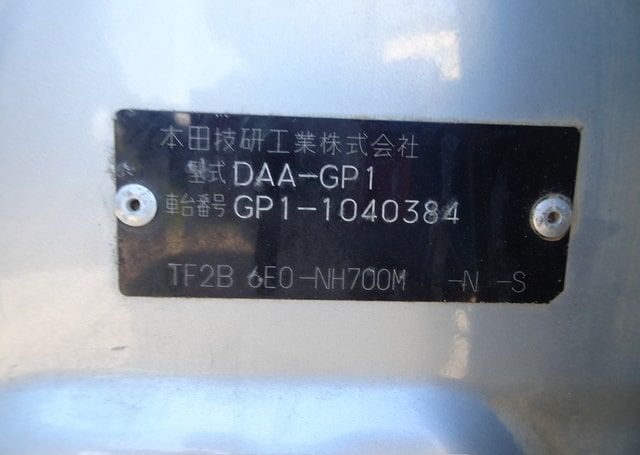 本田技研工業株式会社
型式 DAA-GP1
車台番号 GP1-1040384
TF2B 6E0-NH700M -N -S